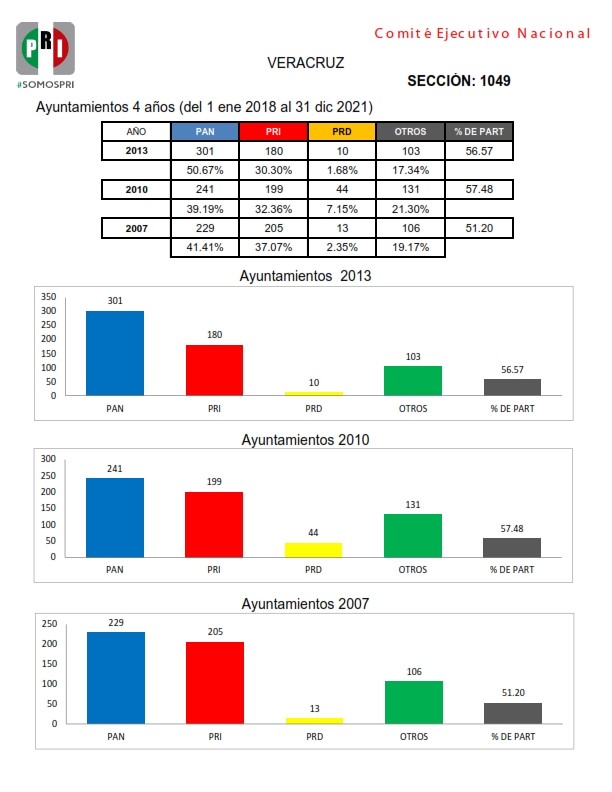 Comité Ejecutivo Nacional
PRI
#SOMOSPRI
VERACRUZ
SECCIÓN: 1049
Ayuntamientos 4 años (del 1 ene 2018 al 31 dic 2021)
AÑO PAN PRI PRD OTROS % DE PART
2013 301 180 10 103 56.57
50.67% 30.30% 1.68% 17.34%
2010 241 199 44 131 57.48
39.19% 32.36% 7.15% 21.30%
2007 229 205 13 106 51.20
41.41% 37.07% 2.35% 19.17%
Ayuntamientos 2013
350
300
250
200
150
100
50
0
301
180
10
103
56.57
PAN PRI PRD OTROS % DE PART
Ayuntamientos 2010
300
250
200
150
100
50
0
241
199
44
131
57.48
PAN PRI PRD OTROS % DE PART
Ayuntamientos 2007
250
200
150
100
50
0
229
205
13
106
51.20
PAN PRI PRD OTROS % DE PART